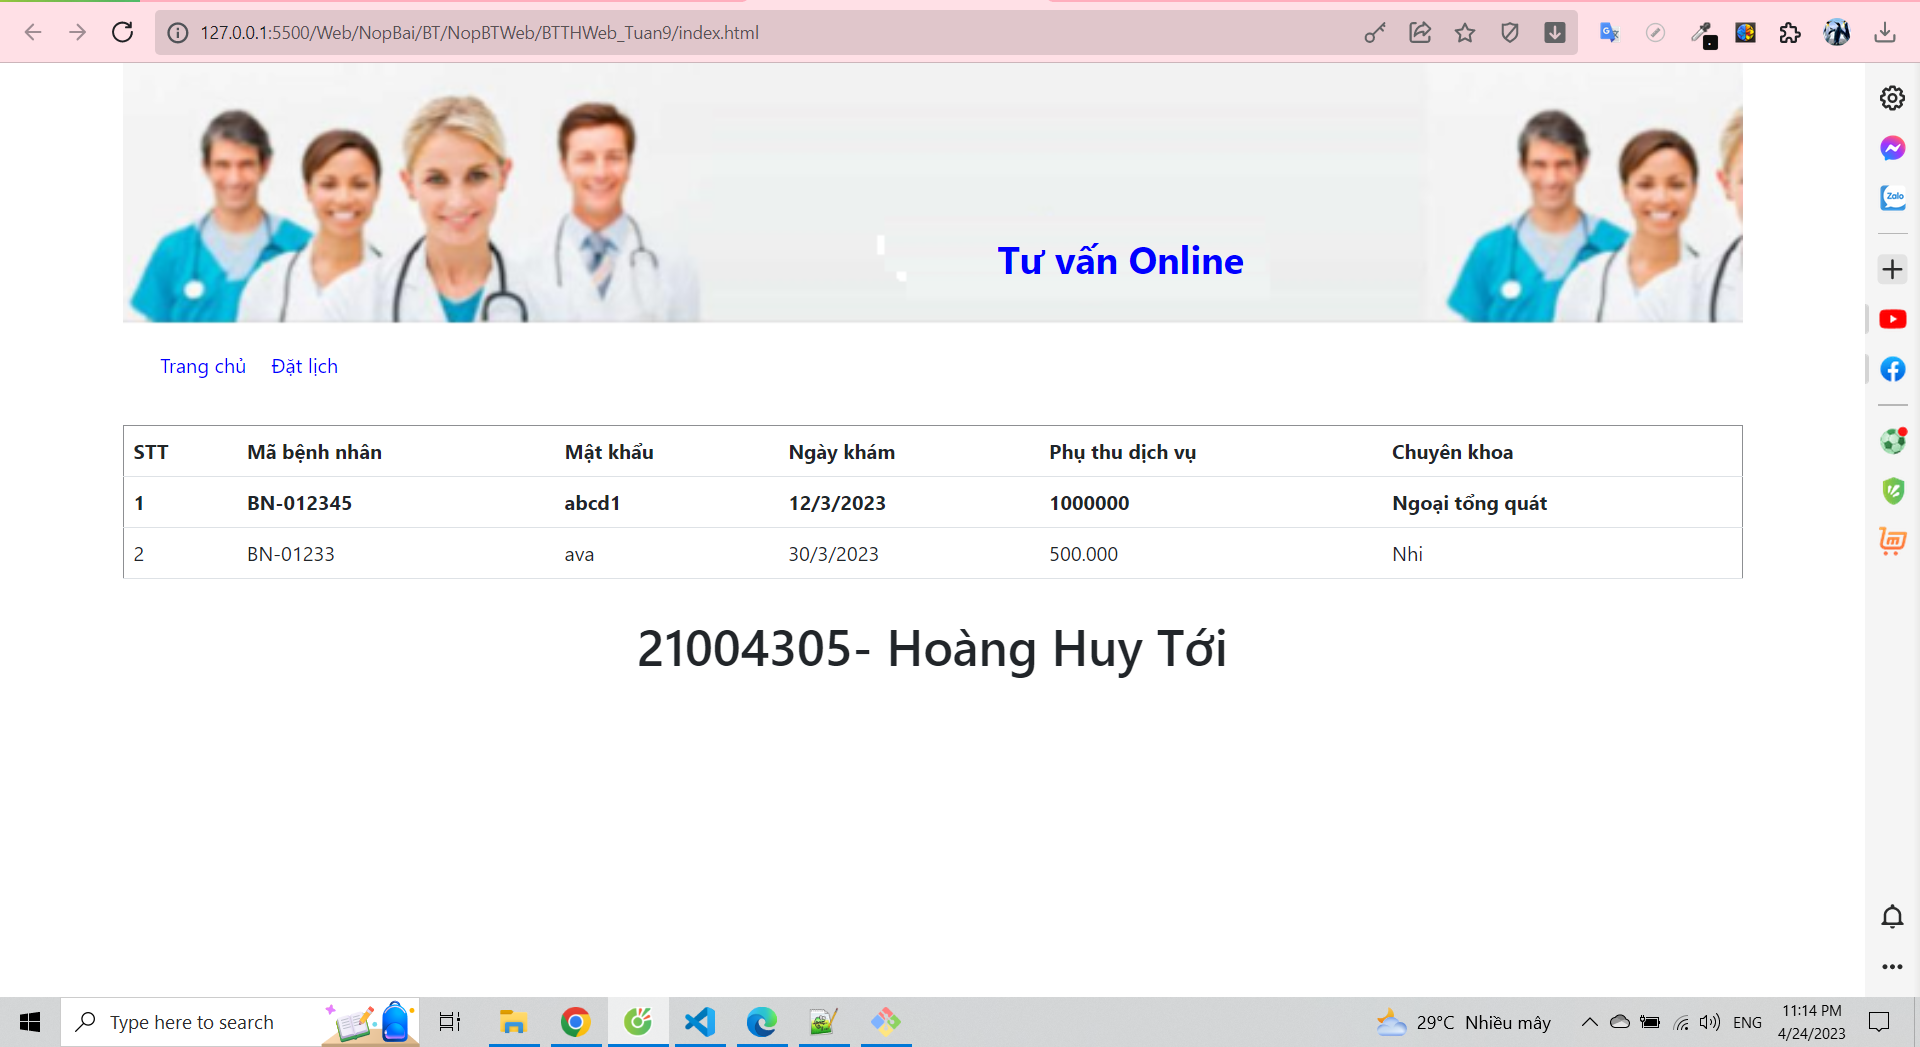 127.0.0.1:5500/Web/NopBai/BT/NopBTWeb/BTTHWeb_Tuan9/index.html
Zalo
Tư vấn Online
Trang chủ Đặt lịch
STT Mã bệnh nhân Mật khẩu Ngày khám Phụ thu dịch vụ Chuyên khoa
1 BN-012345 abcd1 12/3/2023 1000000 Ngoại tổng quát
2 BN-01233 ava 30/3/2023 500.000 Nhi
21004305- Hoàng Huy Tới
Type here to search
29°C Nhiều mây
ENG
11:14 PM
4/24/2023